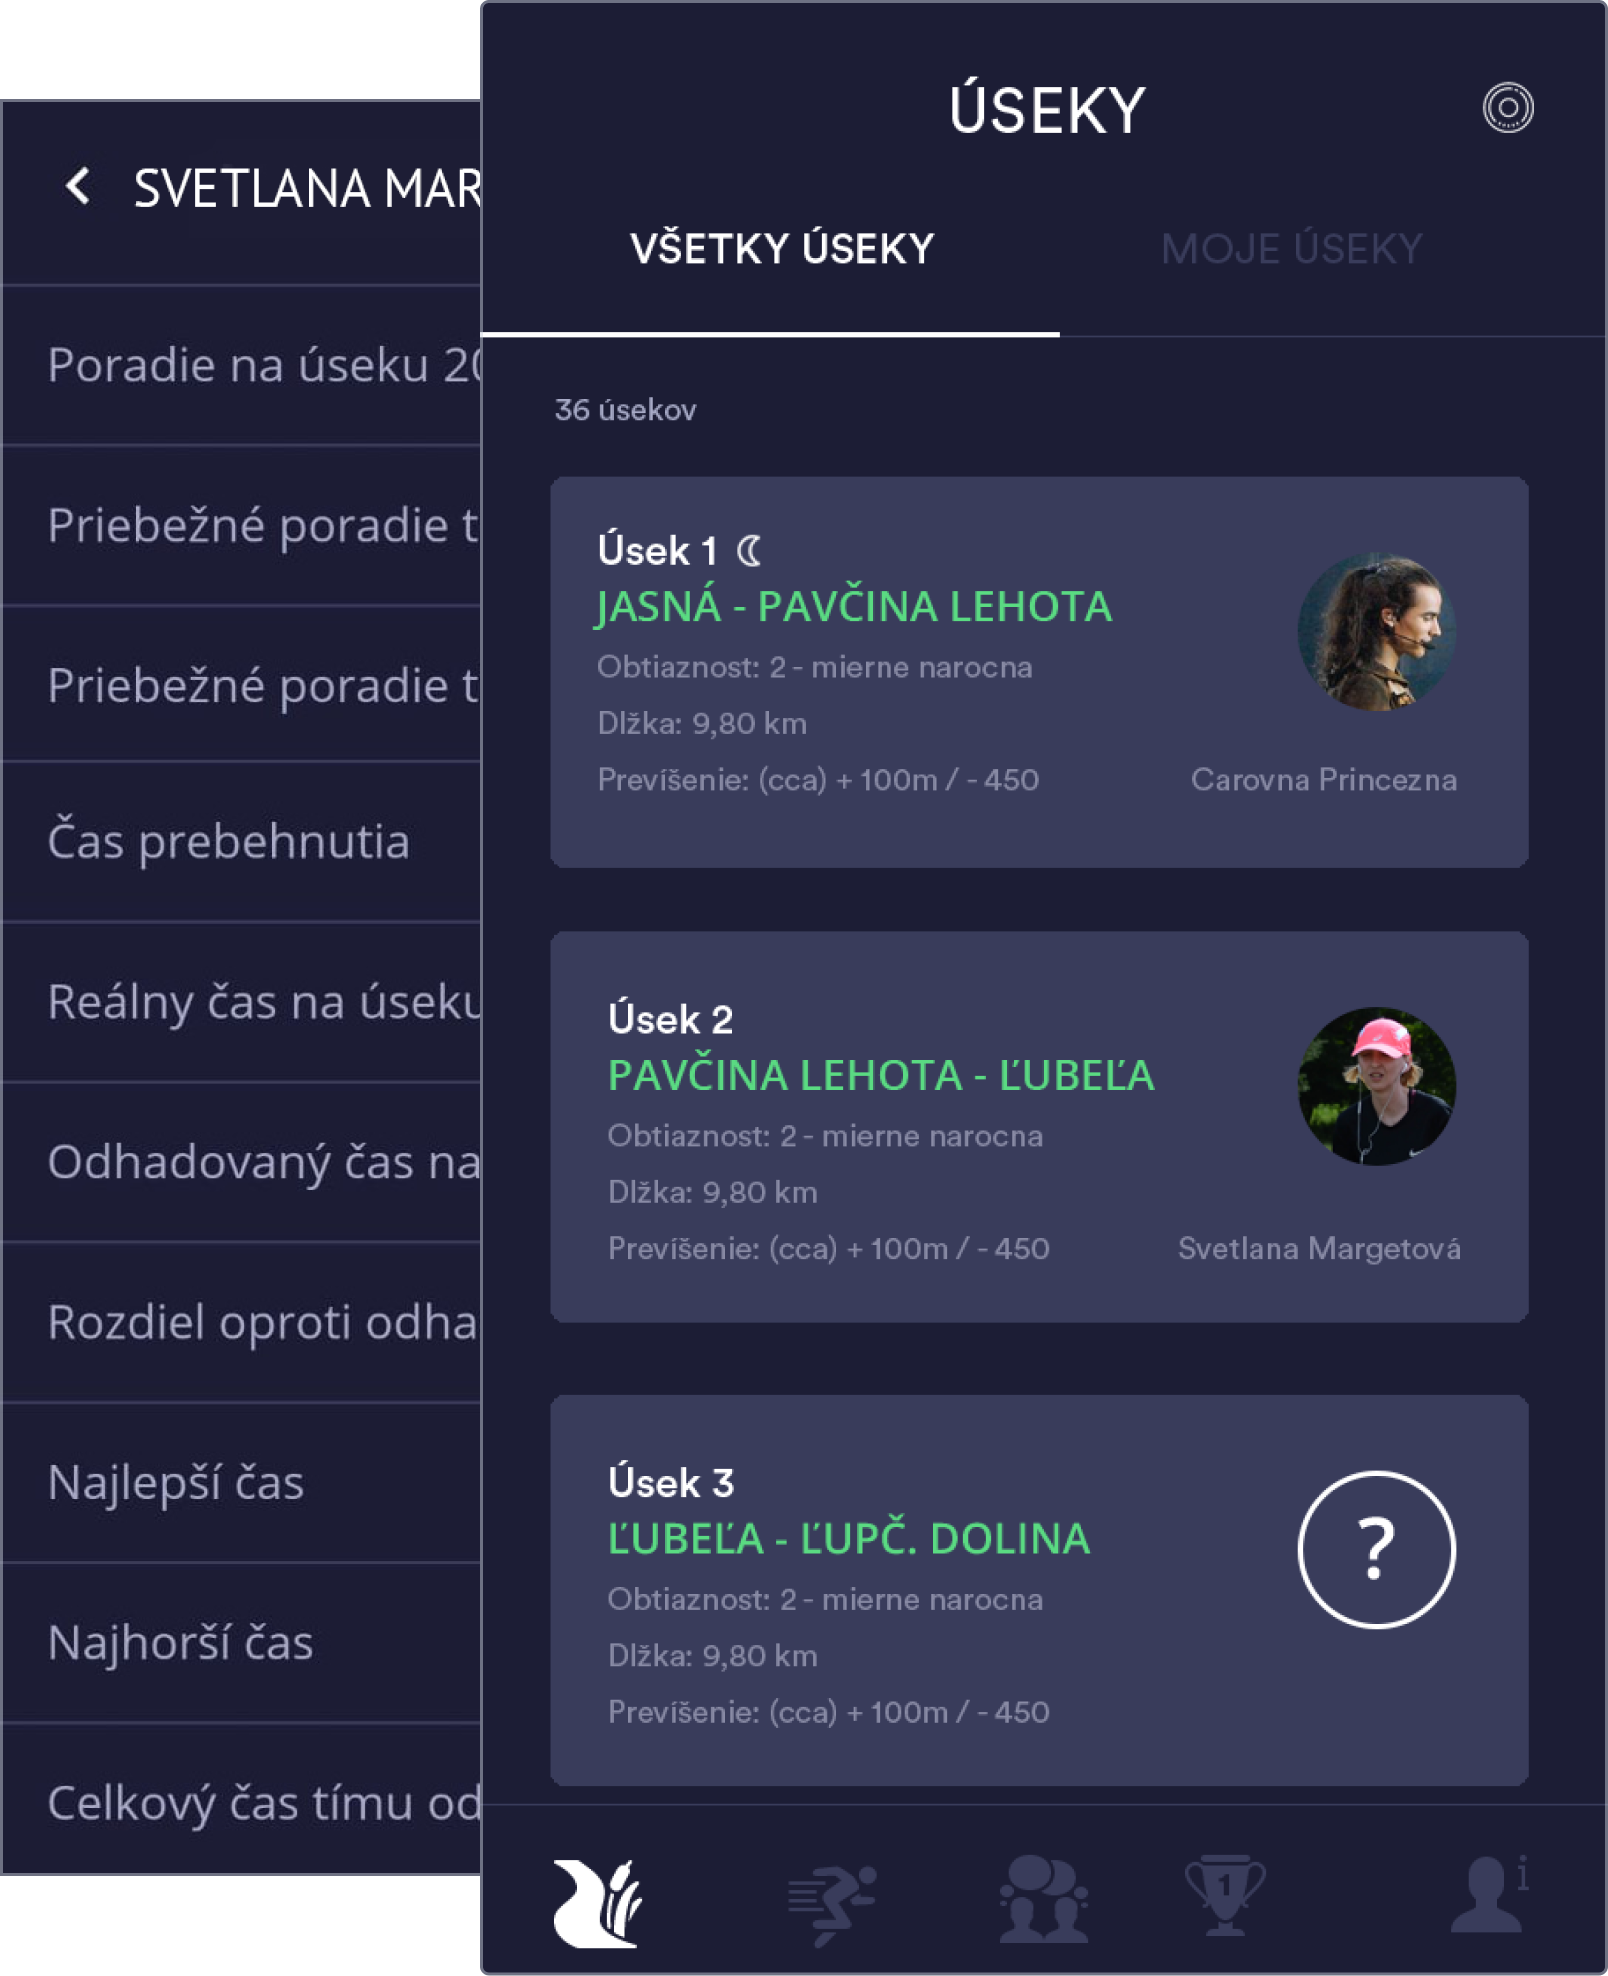 SVETLANA MAR
Poradie na úseku 20
Priebežné poradie t
Priebežné poradie t
Čas prebehnutia
Reálny čas na úseku
Odhadovaný čas na
Rozdiel oproti odha
Najlepší čas
Najhorší čas
Celkový čas tímu od
ÚSEKY
VŠETKY ÚSEKY
MOJE ÚSEKY
36 úsekov
Úsek 1
JASNÁ - PAVČINA LEHOTA
Obtiaznost: 2 - mierne narocna
Dlžka: 9,80 km
Prevíšenie: (cca) + 100m / - 450
Carovna Princezna
Úsek 2
PAVČINA LEHOTA - ĽUBEĽA
Obtiaznost: 2 - mierne narocna
Dlžka: 9,80 km
Prevíšenie: (cca) + 100m / - 450
Svetlana Margetová
Úsek 3
ĽUBEĽA - ĽUPČ. DOLINA
?
Obtiaznost: 2 - mierne narocna
Dlžka: 9,80 km
Prevíšenie: (cca) + 100m / - 450
1
i